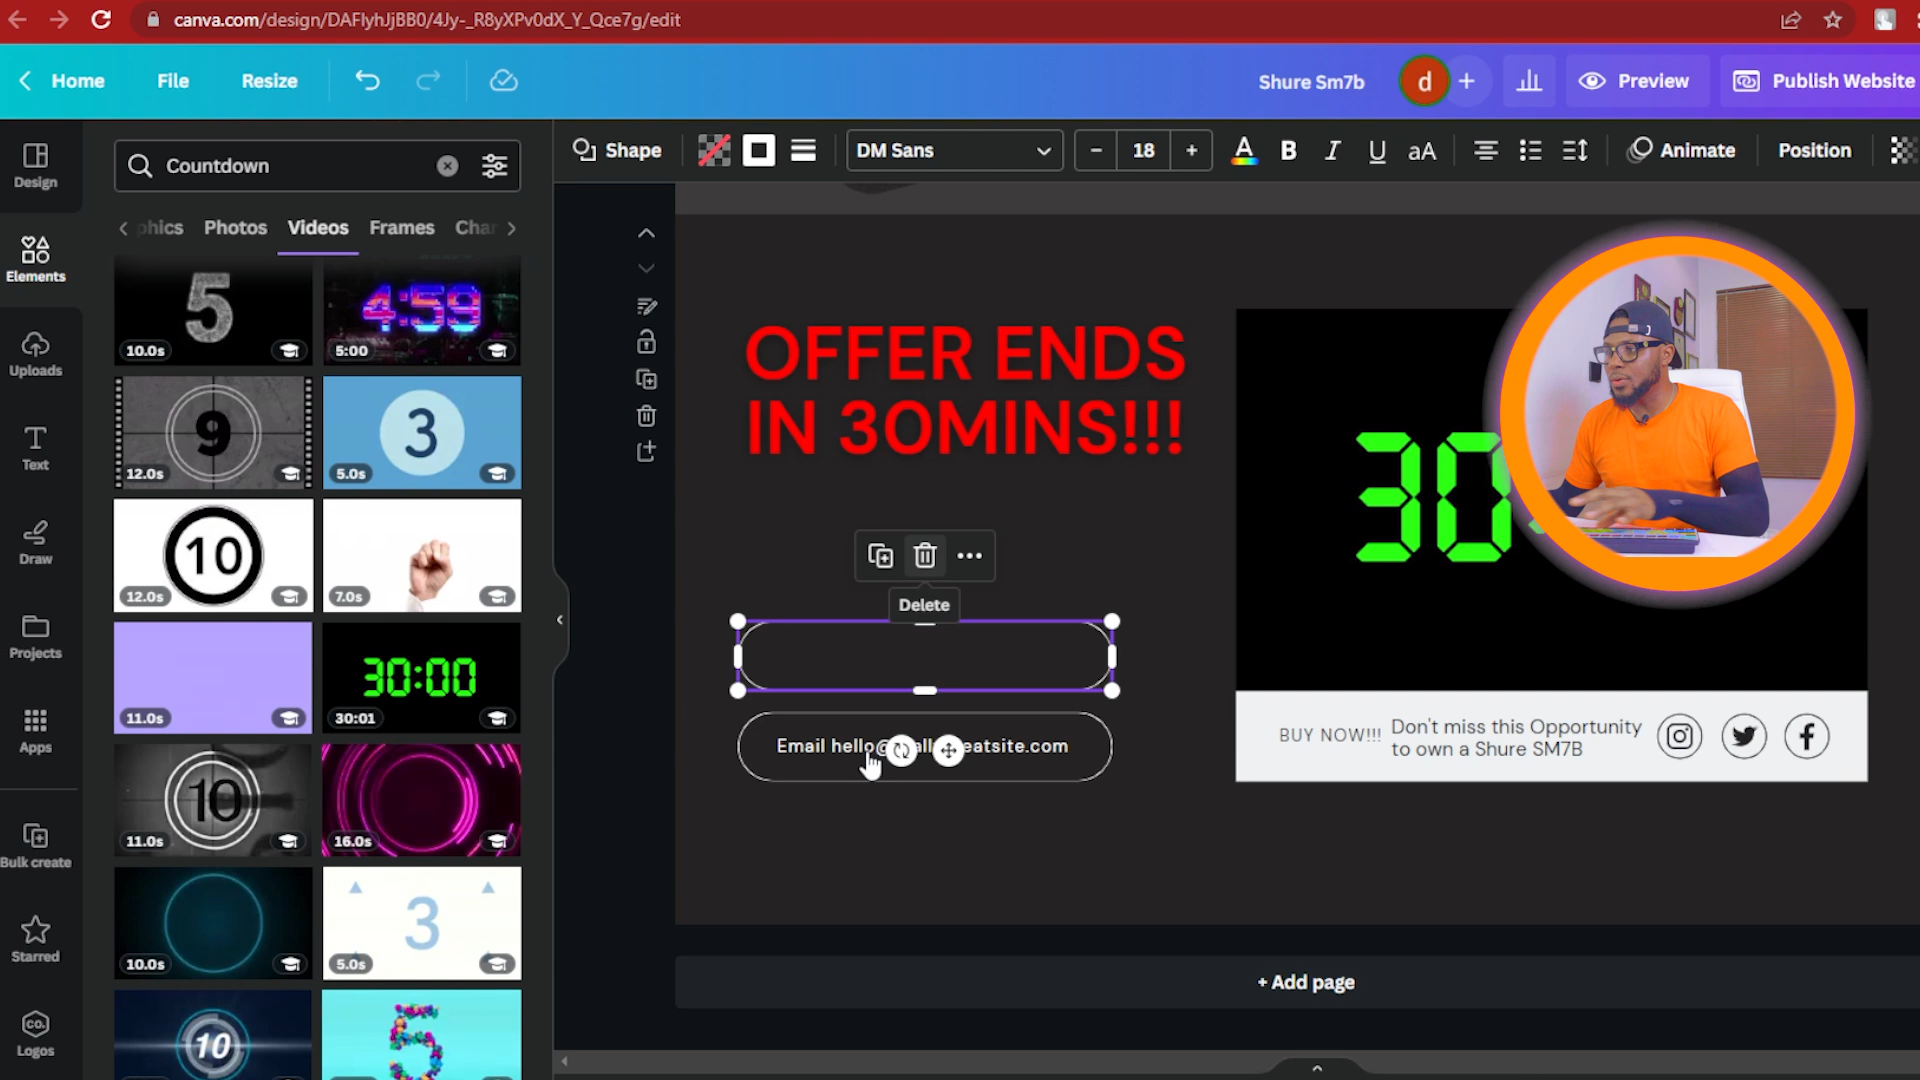 canva.com/design/DAFlyhJjBB0/4Jy-_R8yXPv0dX_Y_Qce7g/edit
Home
File
Resize
Shure Sm7b
d
+
Preview
Publish Website
Design
Elements
Uploads
Text
Draw
Projects
Apps
Bulk create
Starred
CO.
Logos
Countdown
Photos
Videos
Frames
5
10.0s
4:59
5:00
9
12.0s
3
5.0s
10
12.0s
7.0s
11.0s
30:00
30:01
10
11.0s
16.0s
10.0s
3
5.0s
10
5
Shape
DM Sans
- 18 +
A
B
I
U
aA
Animate
Position
OFFER ENDS
IN 30MINS!!!
Delete
30
BUY NOW!!!
Don't miss this Opportunity
to own a Shure SM7B
+ Add page